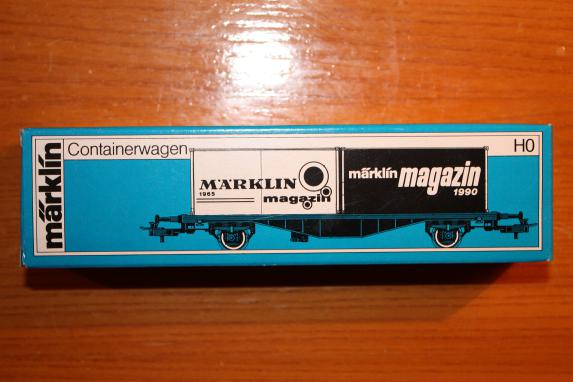 märklin
Containerwagen
H0
MÄRKLIN
1965
magazin
märklin magazin
1990